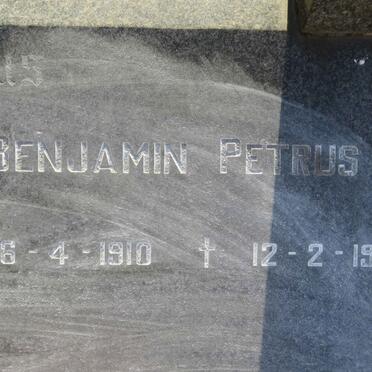 BENJAMIN PETRUS
6 - 4 - 1910 † 12 - 2 - 19